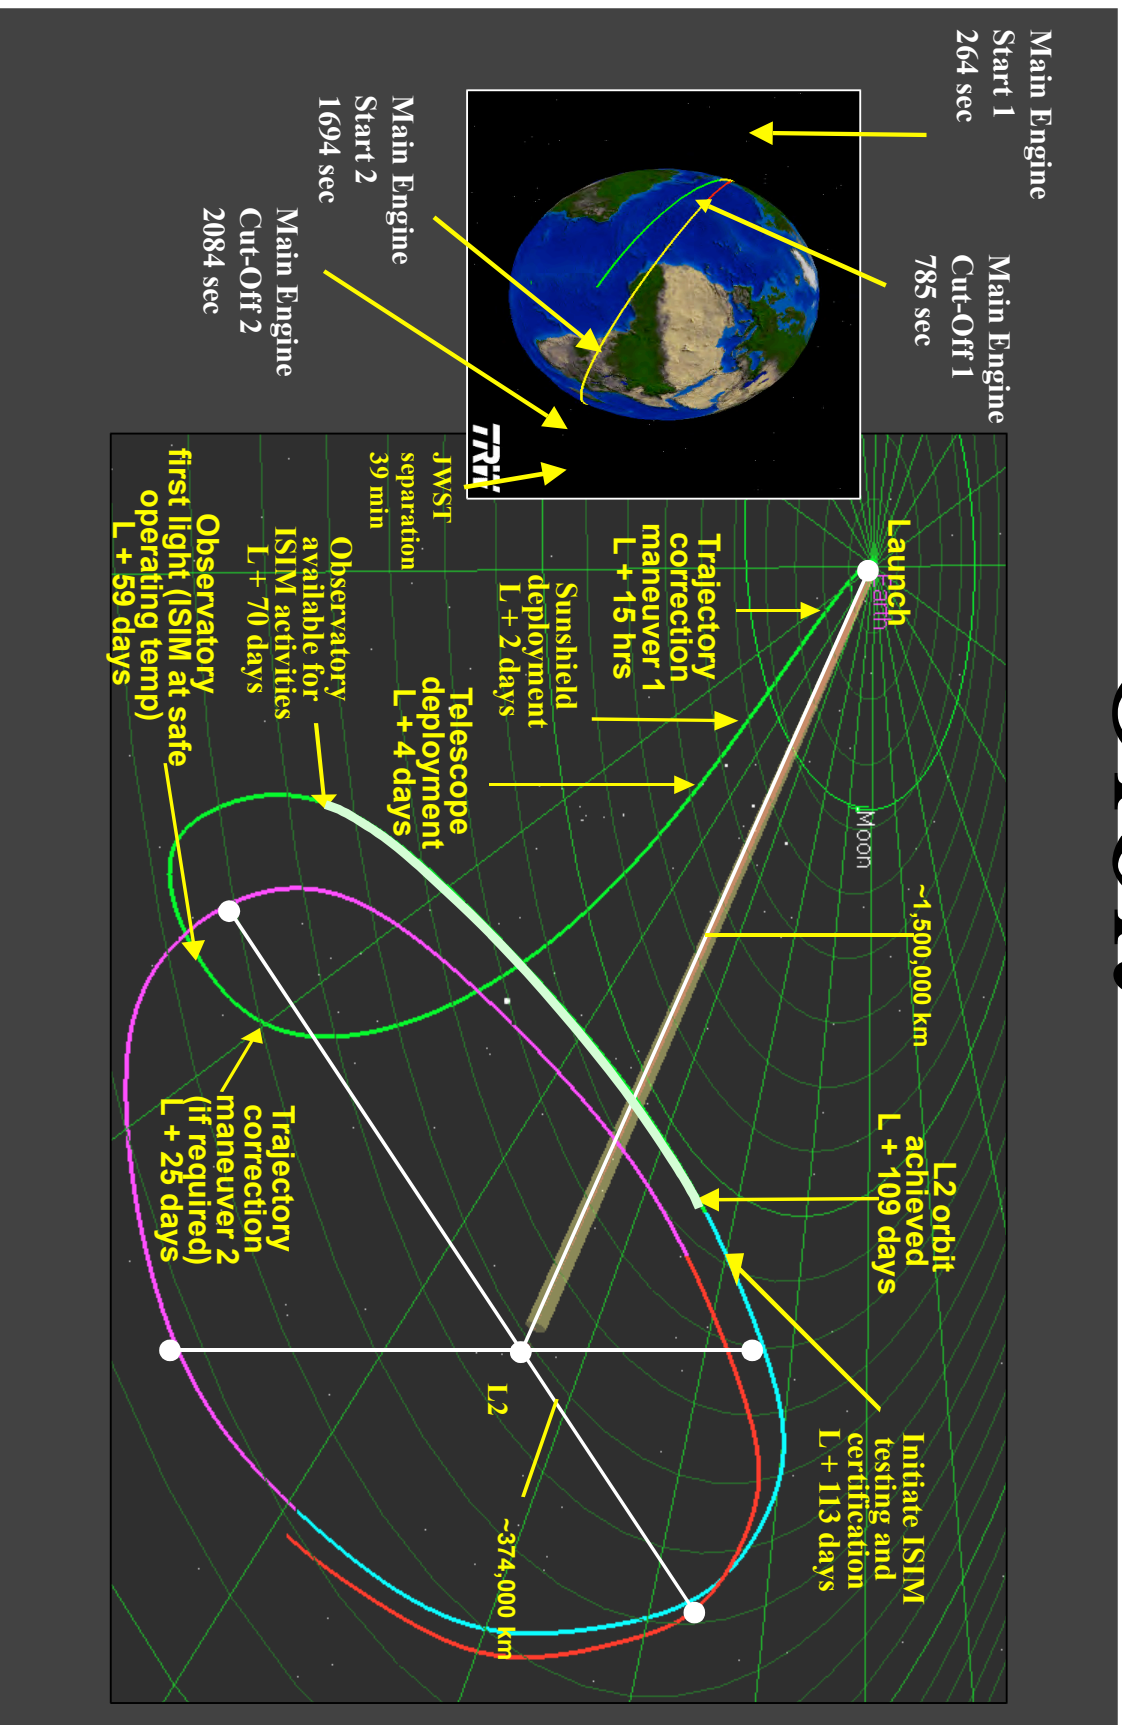 Main Engine
Start 1
264 sec
Main Engine
Cut-Off 1
785 sec
Main Engine
Start 2
1694 sec
Main Engine
Cut-Off 2
2084 sec
TRW
JWST
separation
39 min
Launch
Earth
Trajectory
correction
maneuver 1
L + 15 hrs
Sunshield
deployment
L + 2 days
Telescope
deployment
L + 4 days
Observatory
available for
ISIM activities
L + 70 days
Observatory
first light (ISIM at safe
operating temp)
L + 59 days
Moon
~1,500,000 km
L2 orbit
achieved
L + 109 days
Trajectory
correction
maneuver 2
(if required)
L + 25 days
L2
Initiate ISIM
testing and
certification
L + 113 days
~374,000 km